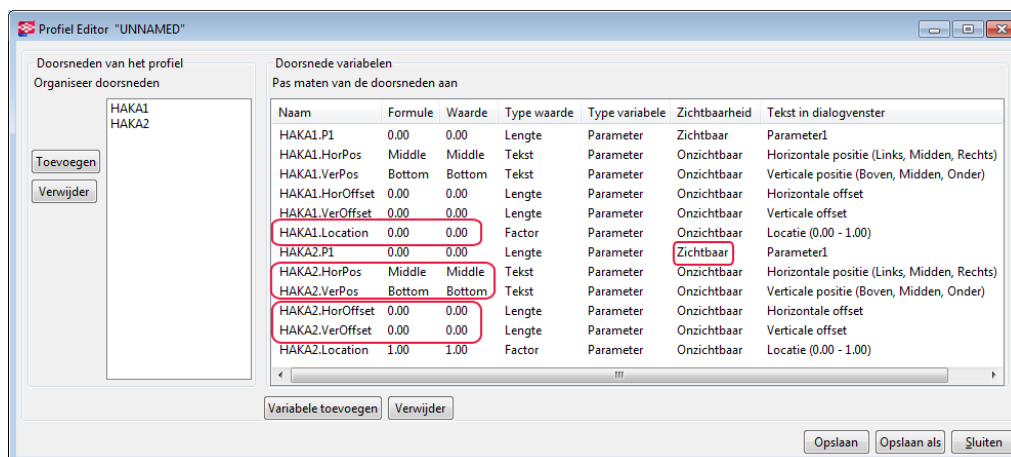 Profiel Editor "UNNAMED"
Doorsneden van het profiel
Organiseer doorsneden
HAKA1
HAKA2
Toevoegen
Verwijder
Doorsnede variabelen
Pas maten van de doorsneden aan
Naam Formule Waarde Type waarde Type variabele Zichtbaarheid Tekst in dialogvenster
HAKA1.P1 0.00 0.00 Lengte Parameter Zichtbaar Parameter1
HAKA1.HorPos Middle Middle Tekst Parameter Onzichtbaar Horizontale positie (Links, Midden, Rechts)
HAKA1.VerPos Bottom Bottom Tekst Parameter Onzichtbaar Verticale positie (Boven, Midden, Onder)
HAKA1.HorOffset 0.00 0.00 Lengte Parameter Onzichtbaar Horizontale offset
HAKA1.VerOffset 0.00 0.00 Lengte Parameter Onzichtbaar Verticale offset
HAKA1.Location 0.00 0.00 Factor Parameter Onzichtbaar Locatie (0.00 - 1.00)
HAKA2.P1 0.00 0.00 Lengte Parameter Zichtbaar Parameter1
HAKA2.HorPos Middle Middle Tekst Parameter Onzichtbaar Horizontale positie (Links, Midden, Rechts)
HAKA2.VerPos Bottom Bottom Tekst Parameter Onzichtbaar Verticale positie (Boven, Midden, Onder)
HAKA2.HorOffset 0.00 0.00 Lengte Parameter Onzichtbaar Horizontale offset
HAKA2.VerOffset 0.00 0.00 Lengte Parameter Onzichtbaar Verticale offset
HAKA2.Location 1.00 1.00 Factor Parameter Onzichtbaar Locatie (0.00 - 1.00)
Variabele toevoegen Verwijder
Opslaan Opslaan als Sluiten